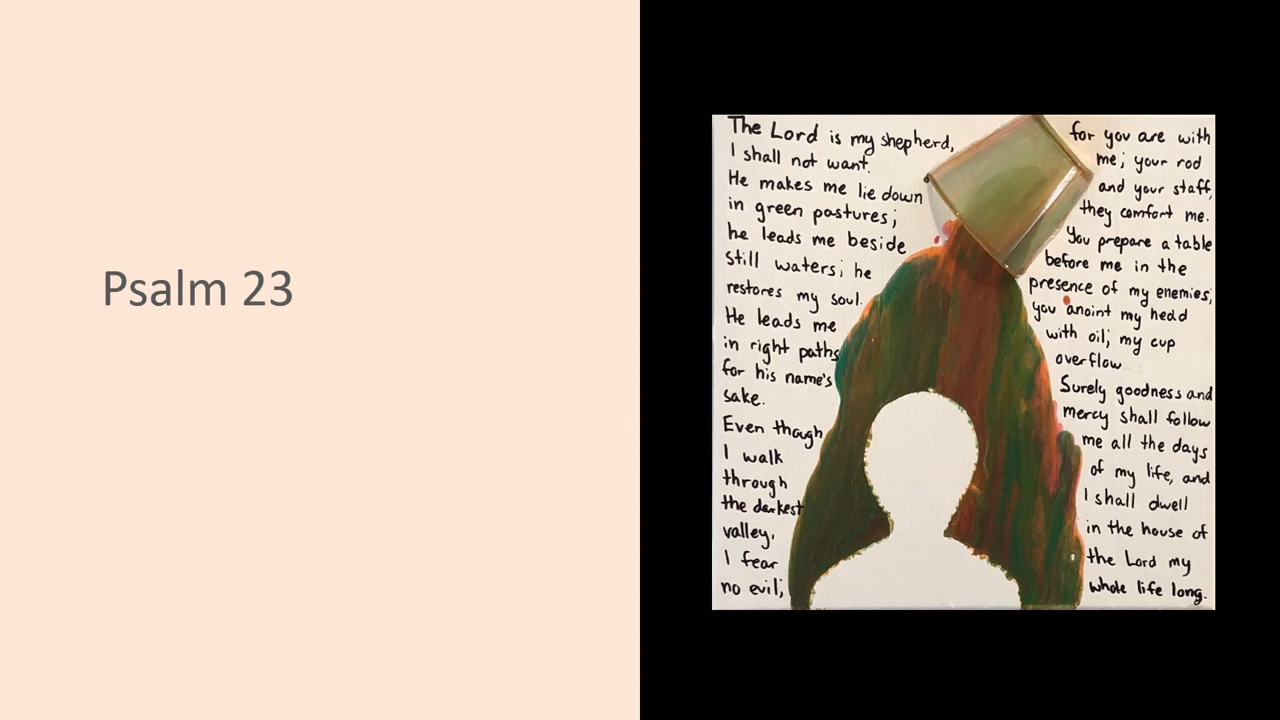 Psalm 23
The Lord is my shepherd,
I shall not want.
He makes me lie down
in green pastures;
he leads me beside
still waters; he
restores my soul.
He leads me
in right paths
for his name's
sake.
Even though
I walk
through
the darkest
valley,
I fear
no evil;
for you are with
me; your rod
and your staff,
they comfort me.
You prepare a table
before me in the
presence of my enemies;
you anoint my head
with oil; my cup
overflow
Surely goodness and
mercy shall follow
me all the days
of my life, and
I shall dwell
in the house of
the Lord my
whole life long.